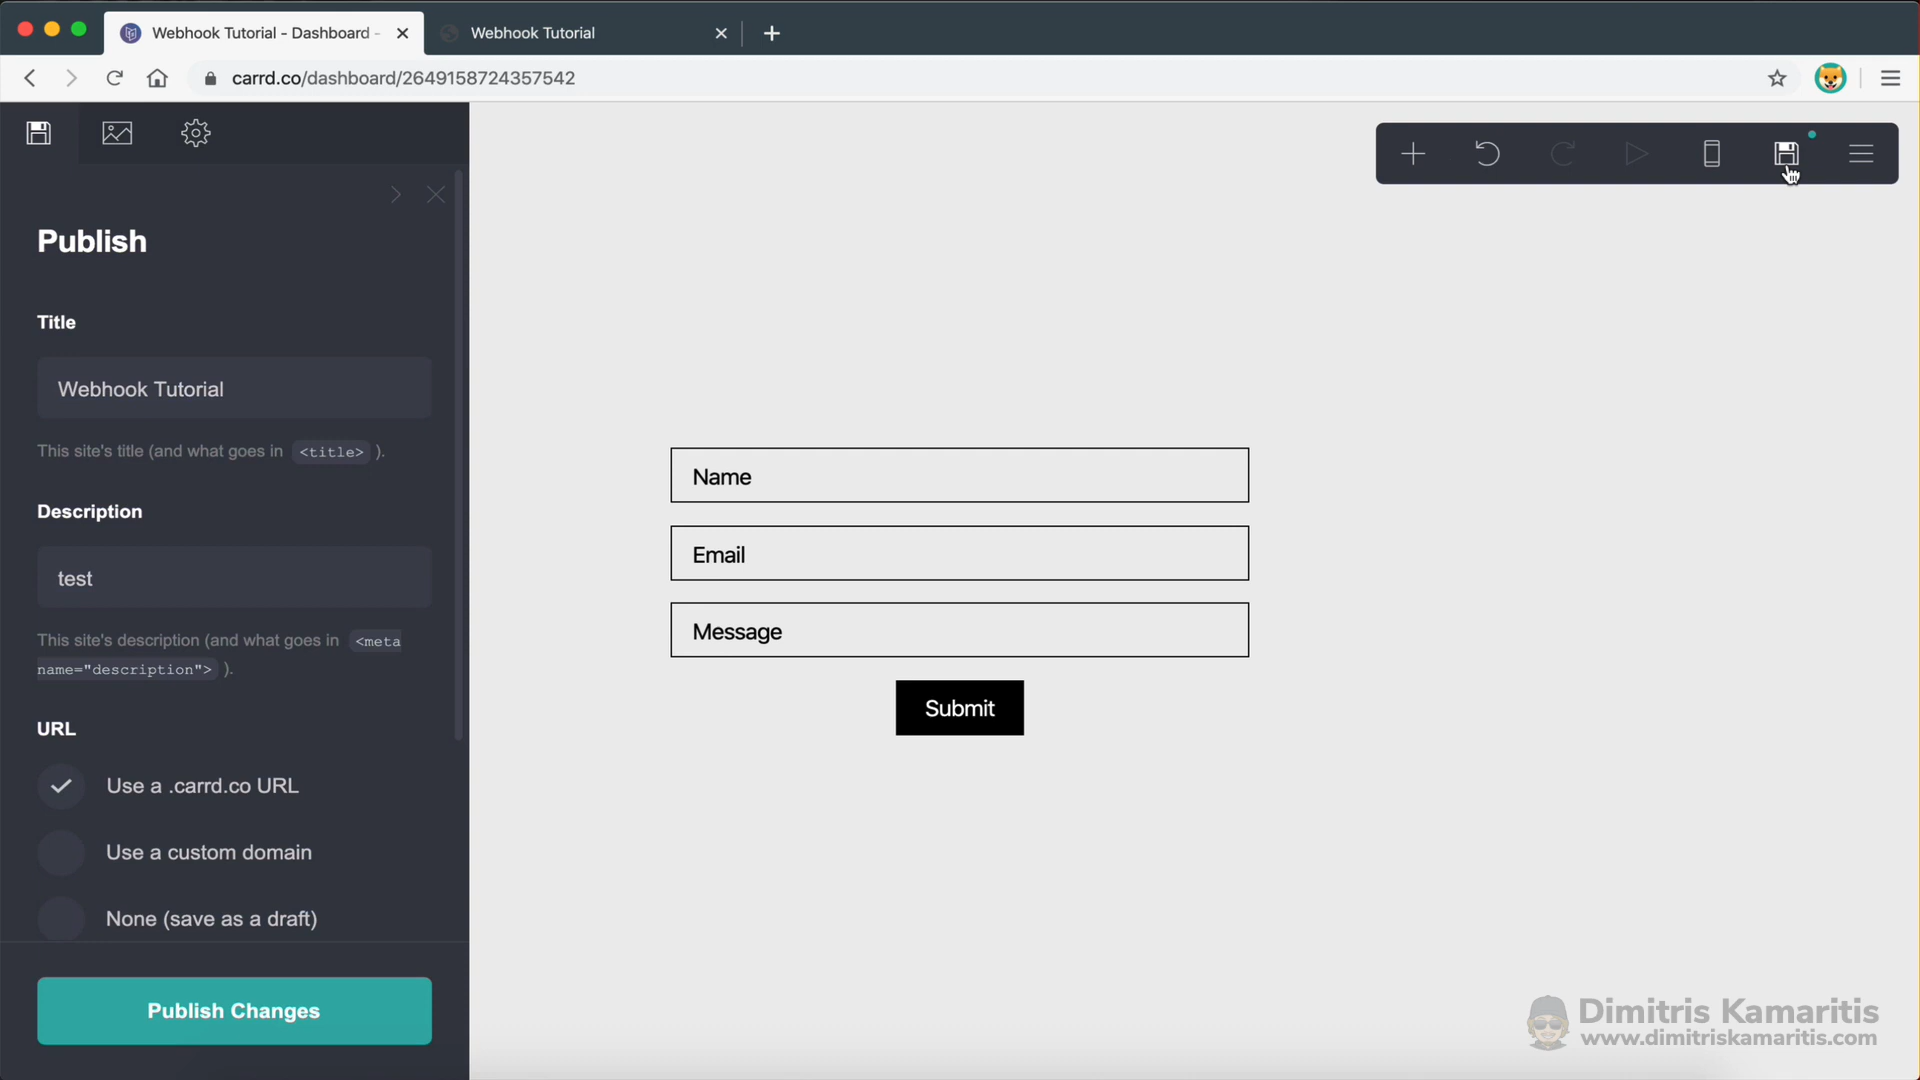 Webhook Tutorial - Dashboard -
Webhook Tutorial
carrd.co/dashboard/2649158724357542
Publish
Title
Webhook Tutorial
This site's title (and what goes in <title> ).
Description
test
This site's description (and what goes in <meta
name="description"> ).
URL
Use a .carrd.co URL
Use a custom domain
None (save as a draft)
Publish Changes
Name
Email
Message
Submit
Dimitris Kamaritis
www.dimitriskamaritis.com